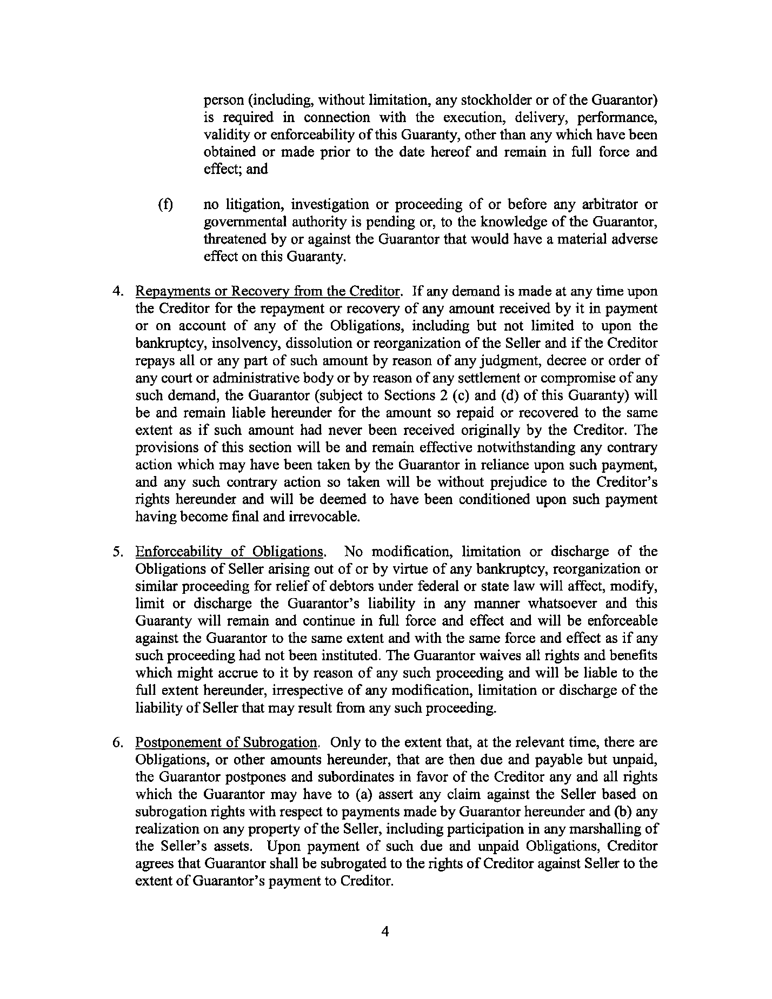 person (including, without limitation, any stockholder or of the Guarantor)
is required in connection with the execution, delivery, performance,
validity or enforceability of this Guaranty, other than any which have been
obtained or made prior to the date hereof and remain in full force and
effect; and
(f) no litigation, investigation or proceeding of or before any arbitrator or
governmental authority is pending or, to the knowledge of the Guarantor,
threatened by or against the Guarantor that would have a material adverse
effect on this Guaranty.
4. Repayments or Recovery from the Creditor. If any demand is made at any time upon
the Creditor for the repayment or recovery of any amount received by it in payment
or on account of any of the Obligations, including but not limited to upon the
bankruptcy, insolvency, dissolution or reorganization of the Seller and if the Creditor
repays all or any part of such amount by reason of any judgment, decree or order of
any court or administrative body or by reason of any settlement or compromise of any
such demand, the Guarantor (subject to Sections 2 (c) and (d) of this Guaranty) will
be and remain liable hereunder for the amount so repaid or recovered to the same
extent as if such amount had never been received originally by the Creditor. The
provisions of this section will be and remain effective notwithstanding any contrary
action which may have been taken by the Guarantor in reliance upon such payment,
and any such contrary action so taken will be without prejudice to the Creditor's
rights hereunder and will be deemed to have been conditioned upon such payment
having become final and irrevocable.
5. Enforceability of Obligations. No modification, limitation or discharge of the
Obligations of Seller arising out of or by virtue of any bankruptcy, reorganization or
similar proceeding for relief of debtors under federal or state law will affect, modify,
limit or discharge the Guarantor's liability in any manner whatsoever and this
Guaranty will remain and continue in full force and effect and will be enforceable
against the Guarantor to the same extent and with the same force and effect as if any
such proceeding had not been instituted. The Guarantor waives all rights and benefits
which might accrue to it by reason of any such proceeding and will be liable to the
full extent hereunder, irrespective of any modification, limitation or discharge of the
liability of Seller that may result from any such proceeding.
6. Postponement of Subrogation. Only to the extent that, at the relevant time, there are
Obligations, or other amounts hereunder, that are then due and payable but unpaid,
the Guarantor postpones and subordinates in favor of the Creditor any and all rights
which the Guarantor may have to (a) assert any claim against the Seller based on
subrogation rights with respect to payments made by Guarantor hereunder and (b) any
realization on any property of the Seller, including participation in any marshalling of
the Seller's assets. Upon payment of such due and unpaid Obligations, Creditor
agrees that Guarantor shall be subrogated to the rights of Creditor against Seller to the
extent of Guarantor's payment to Creditor.
4